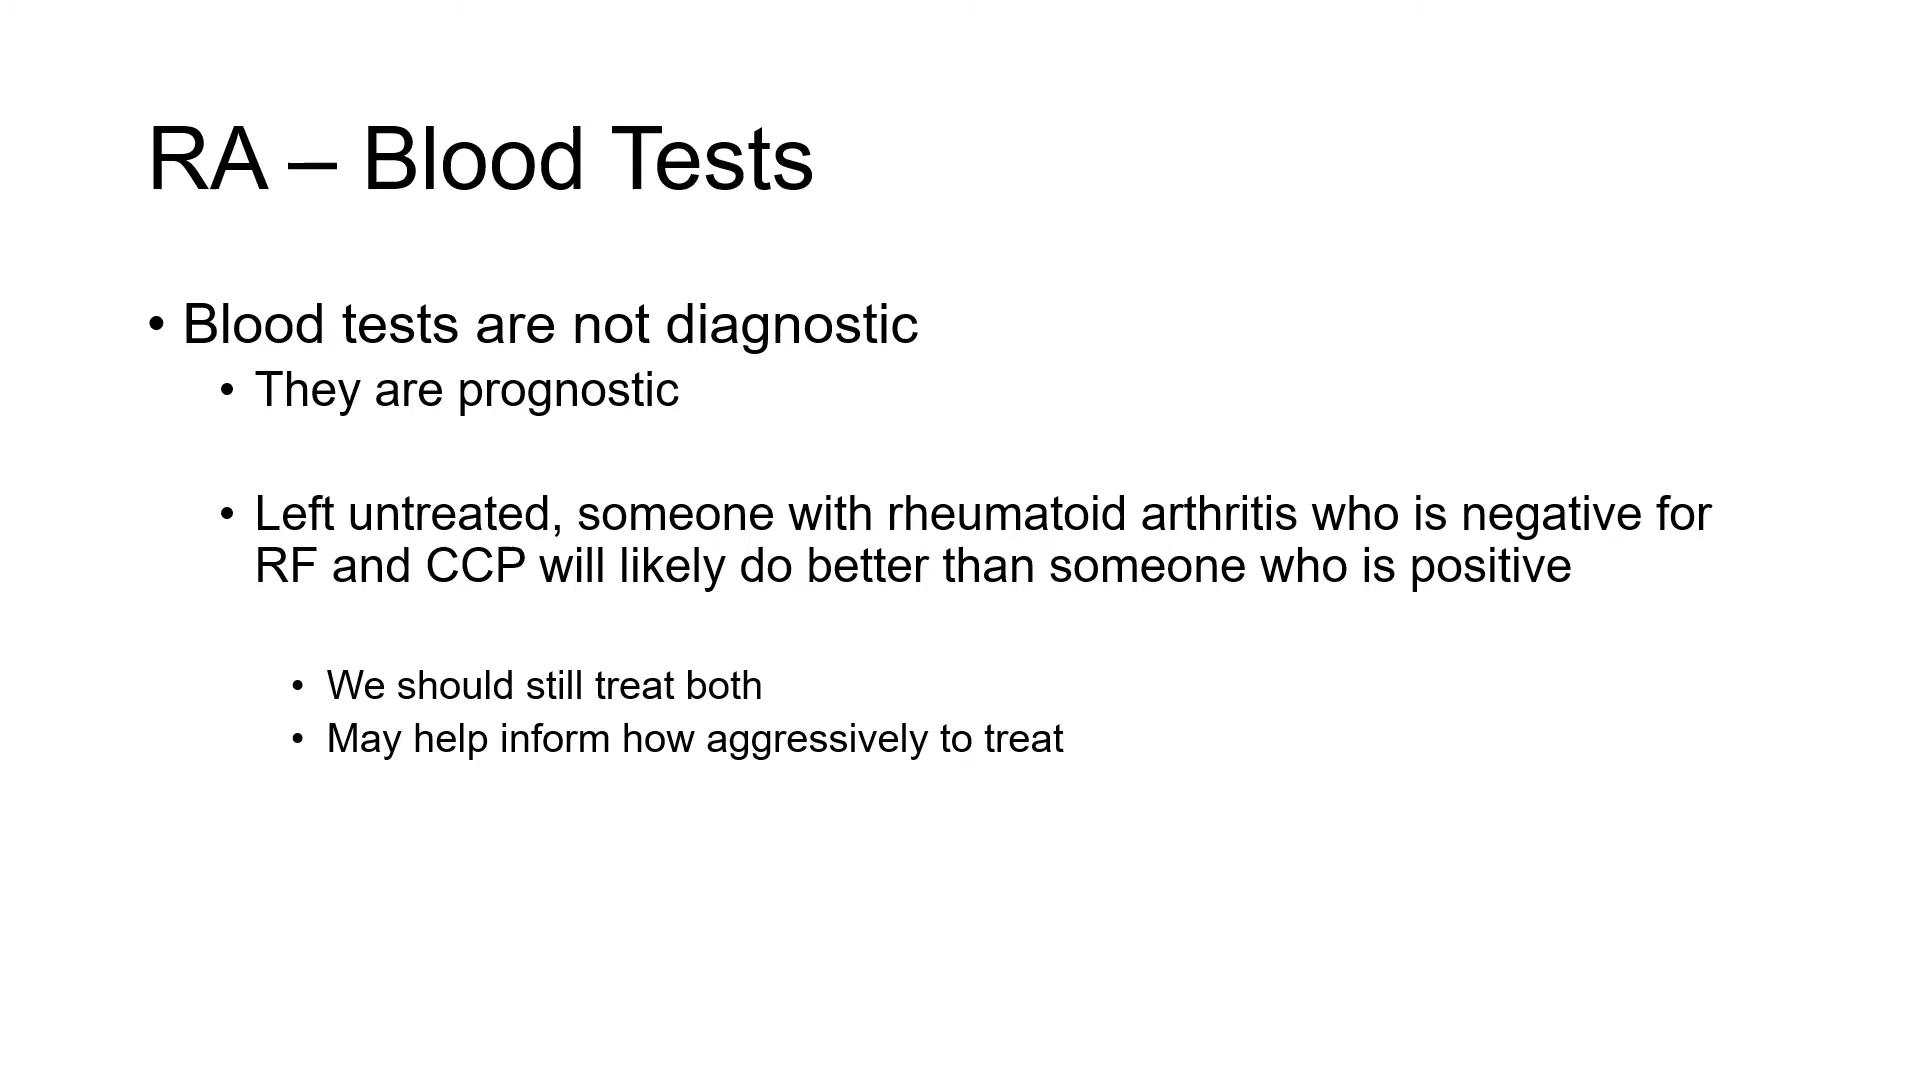 RA – Blood Tests
• Blood tests are not diagnostic
• They are prognostic
• Left untreated, someone with rheumatoid arthritis who is negative for
RF and CCP will likely do better than someone who is positive
• We should still treat both
• May help inform how aggressively to treat